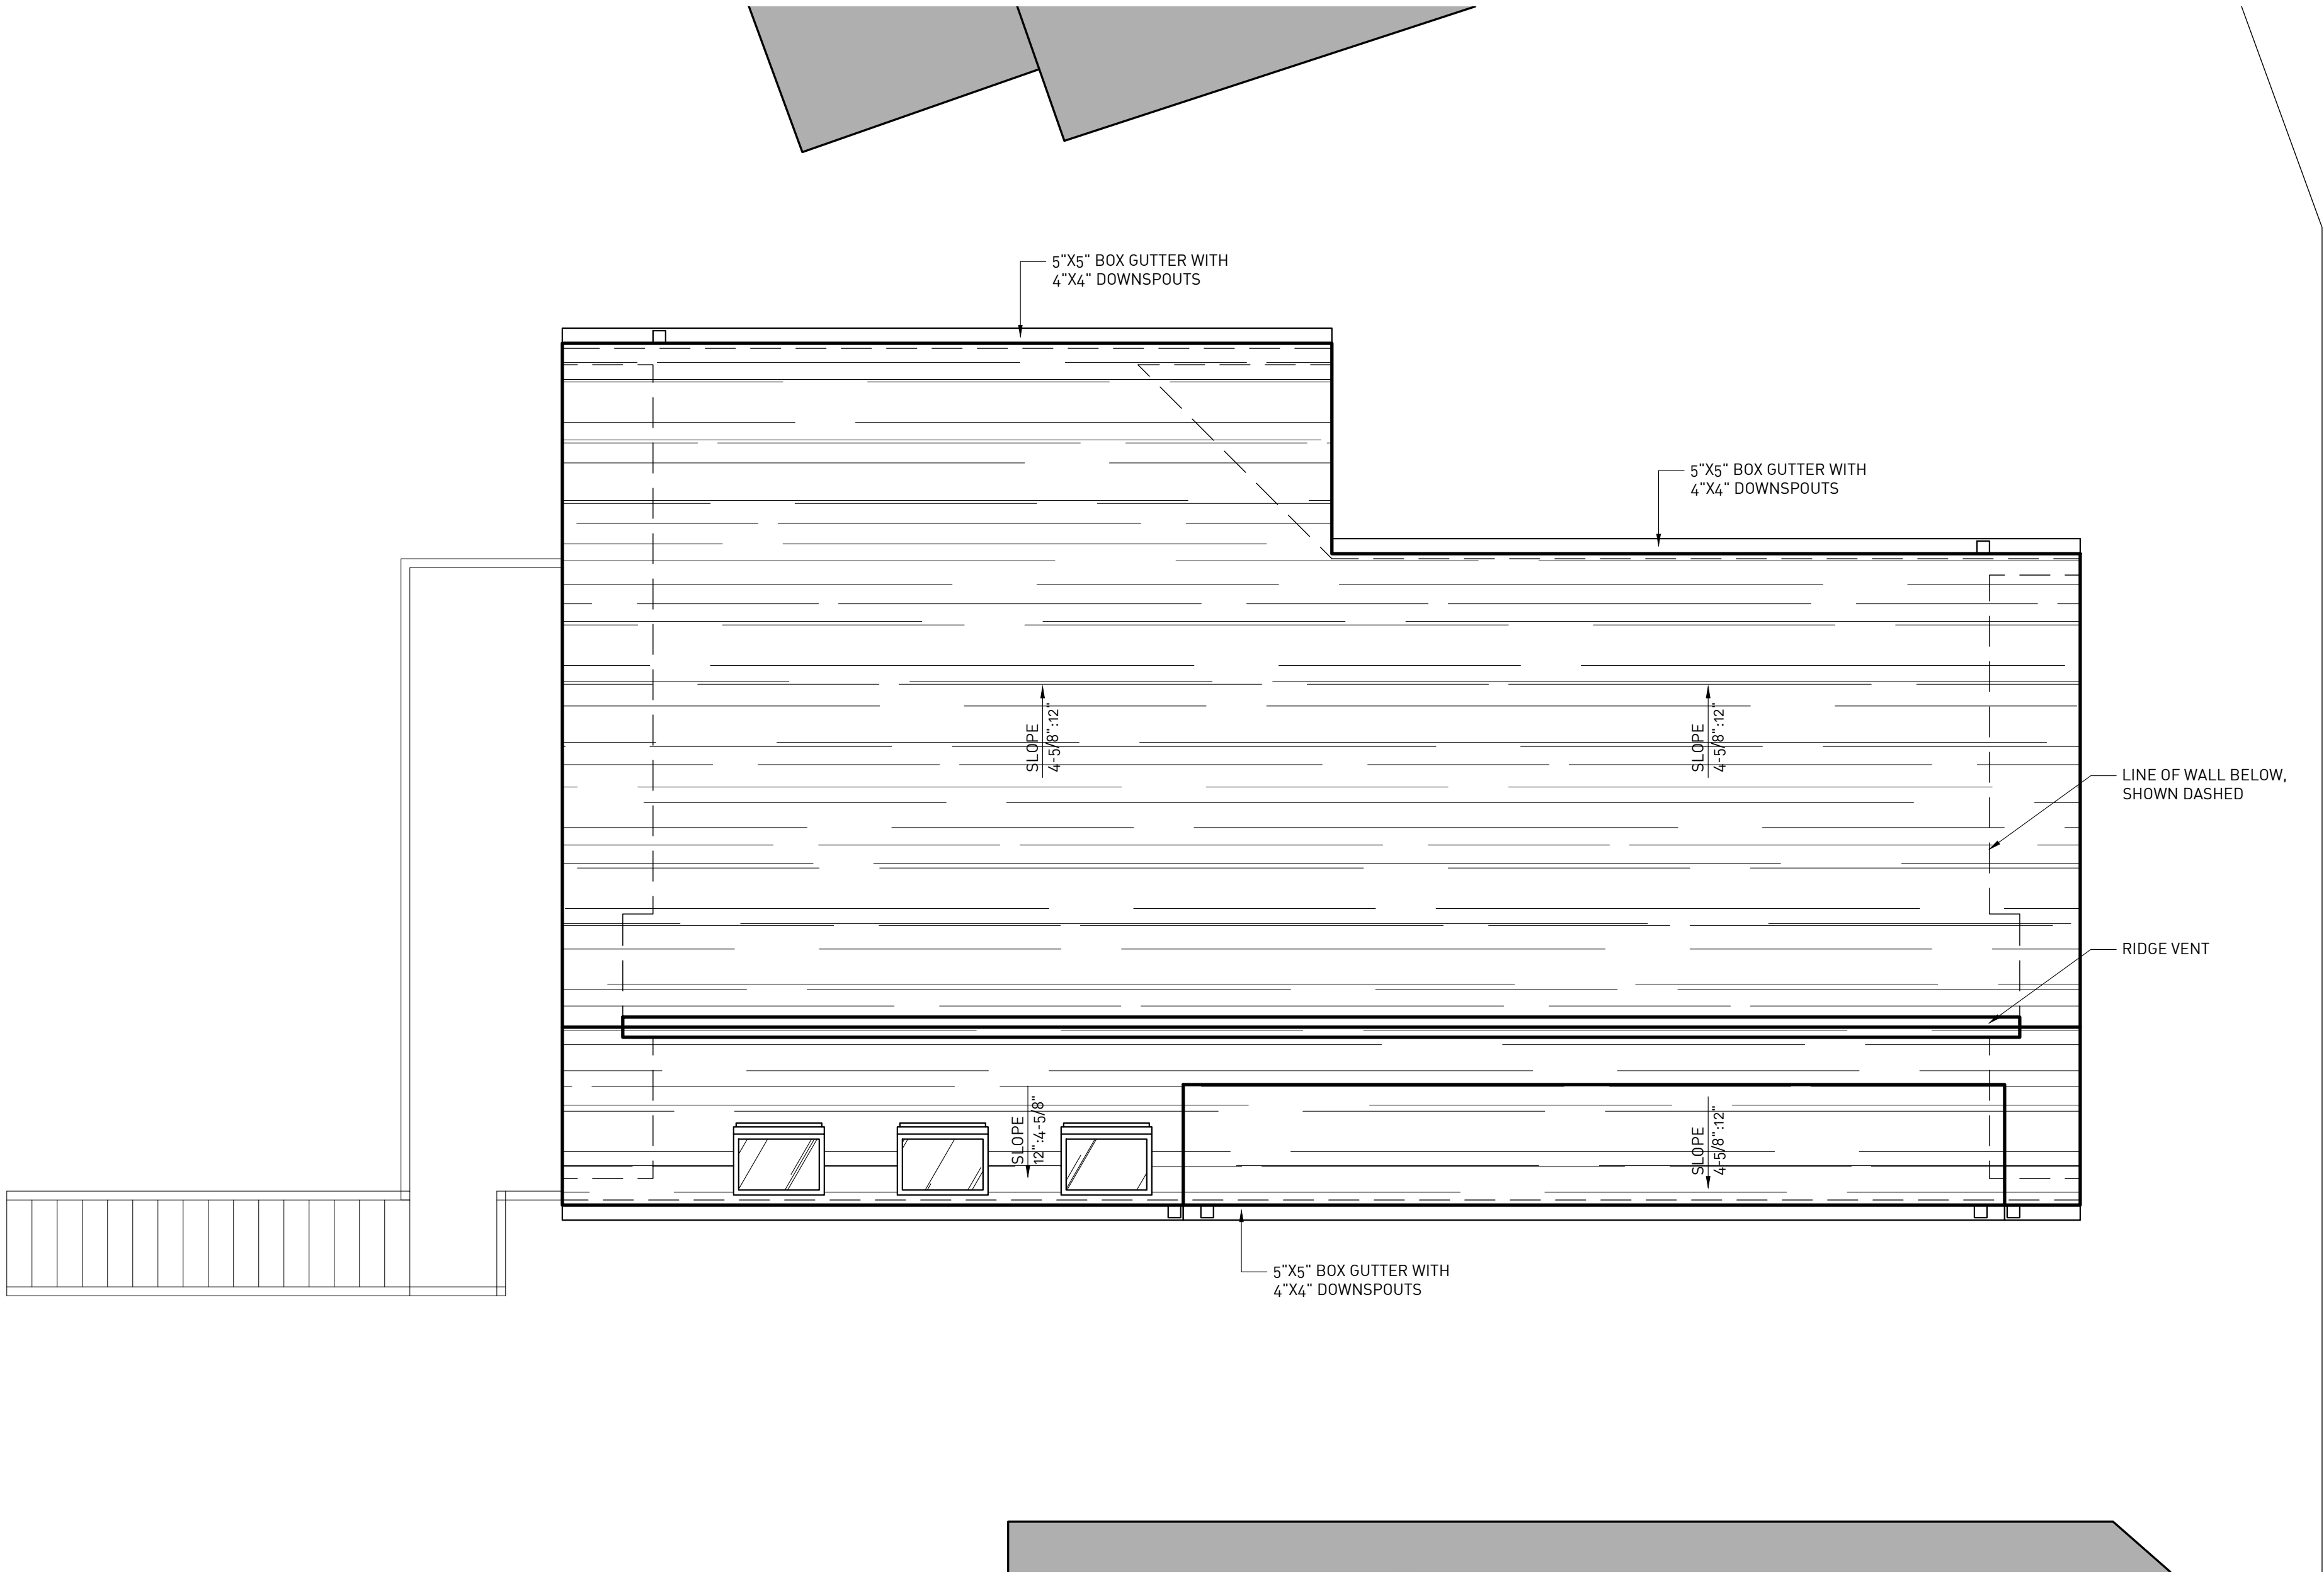 5"X5" BOX GUTTER WITH
4"X4" DOWNSPOUTS
5"X5" BOX GUTTER WITH
4"X4" DOWNSPOUTS
SLOPE
4-5/8":12"
SLOPE
4-5/8":12"
LINE OF WALL BELOW,
SHOWN DASHED
RIDGE VENT
SLOPE
12":4-5/8"
SLOPE
4-5/8":12"
5"X5" BOX GUTTER WITH
4"X4" DOWNSPOUTS